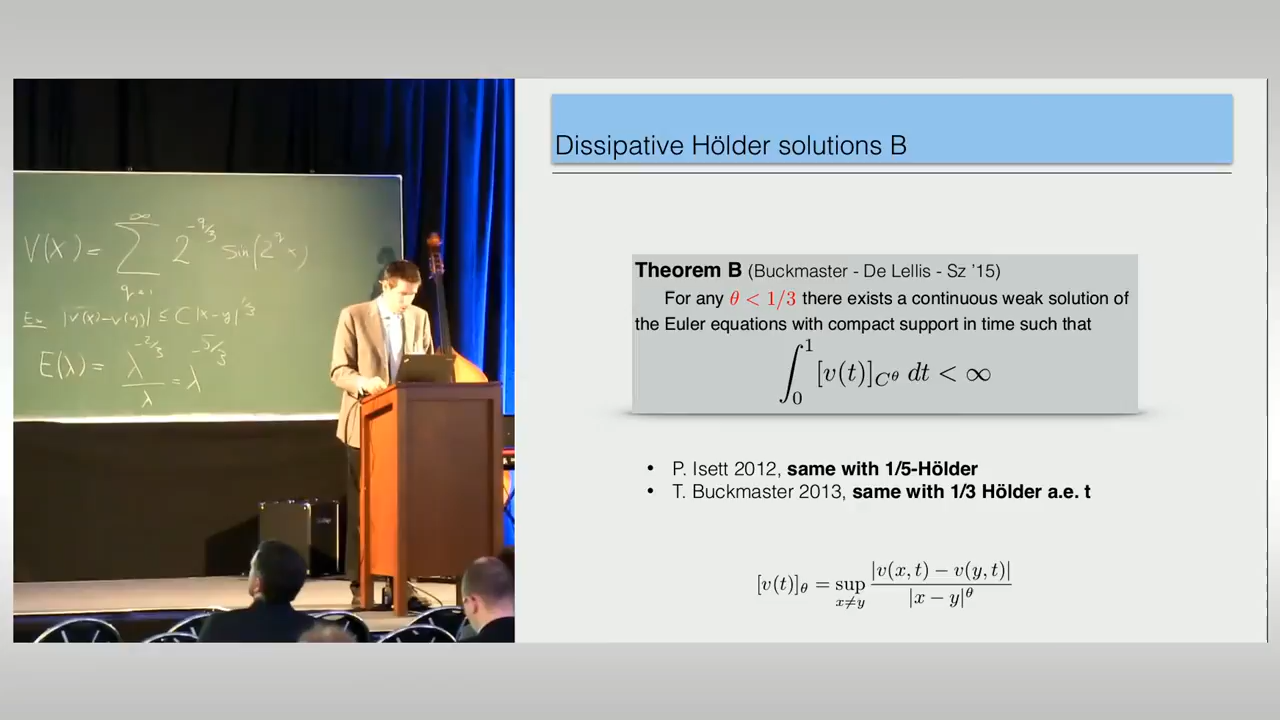 V(x) = ∑_{q=1}^{∞} 2^{-q/3} sin(2^q x)
Ex |v(x)-v(y)| ≤ C|x-y|^{1/3}
E(λ) = \frac{λ^{-2/3}}{λ} = λ^{-5/3}
Dissipative Hölder solutions B
Theorem B (Buckmaster - De Lellis - Sz '15)
For any θ < 1/3 there exists a continuous weak solution of
the Euler equations with compact support in time such that
∫_0^1 [v(t)]_{C^θ} dt < ∞
• P. Isett 2012, same with 1/5-Hölder
• T. Buckmaster 2013, same with 1/3 Hölder a.e. t
[v(t)]_θ = sup_{x≠y} \frac{|v(x,t) − v(y,t)|}{|x − y|^θ}